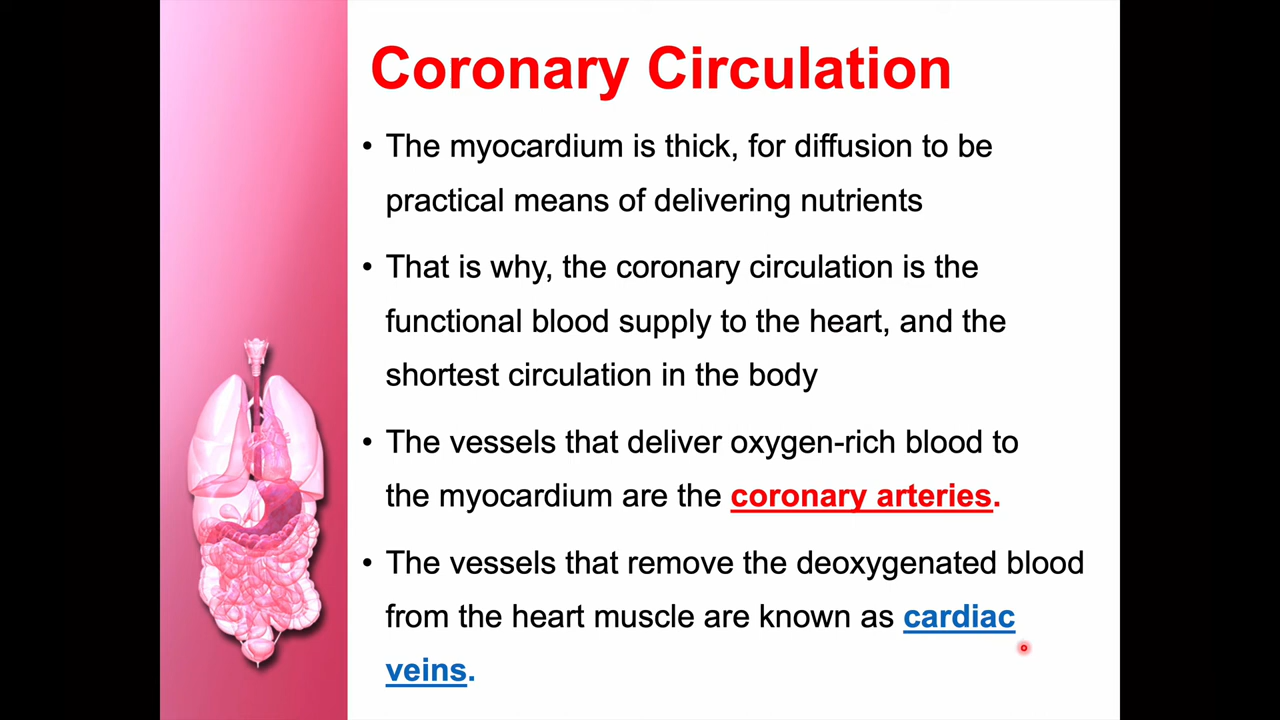 Coronary Circulation
• The myocardium is thick, for diffusion to be
practical means of delivering nutrients
• That is why, the coronary circulation is the
functional blood supply to the heart, and the
shortest circulation in the body
• The vessels that deliver oxygen-rich blood to
the myocardium are the coronary arteries.
• The vessels that remove the deoxygenated blood
from the heart muscle are known as cardiac
veins.